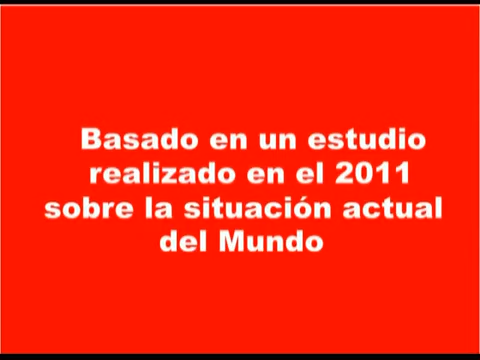 Basado en un estudio
realizado en el 2011
sobre la situación actual
del Mundo